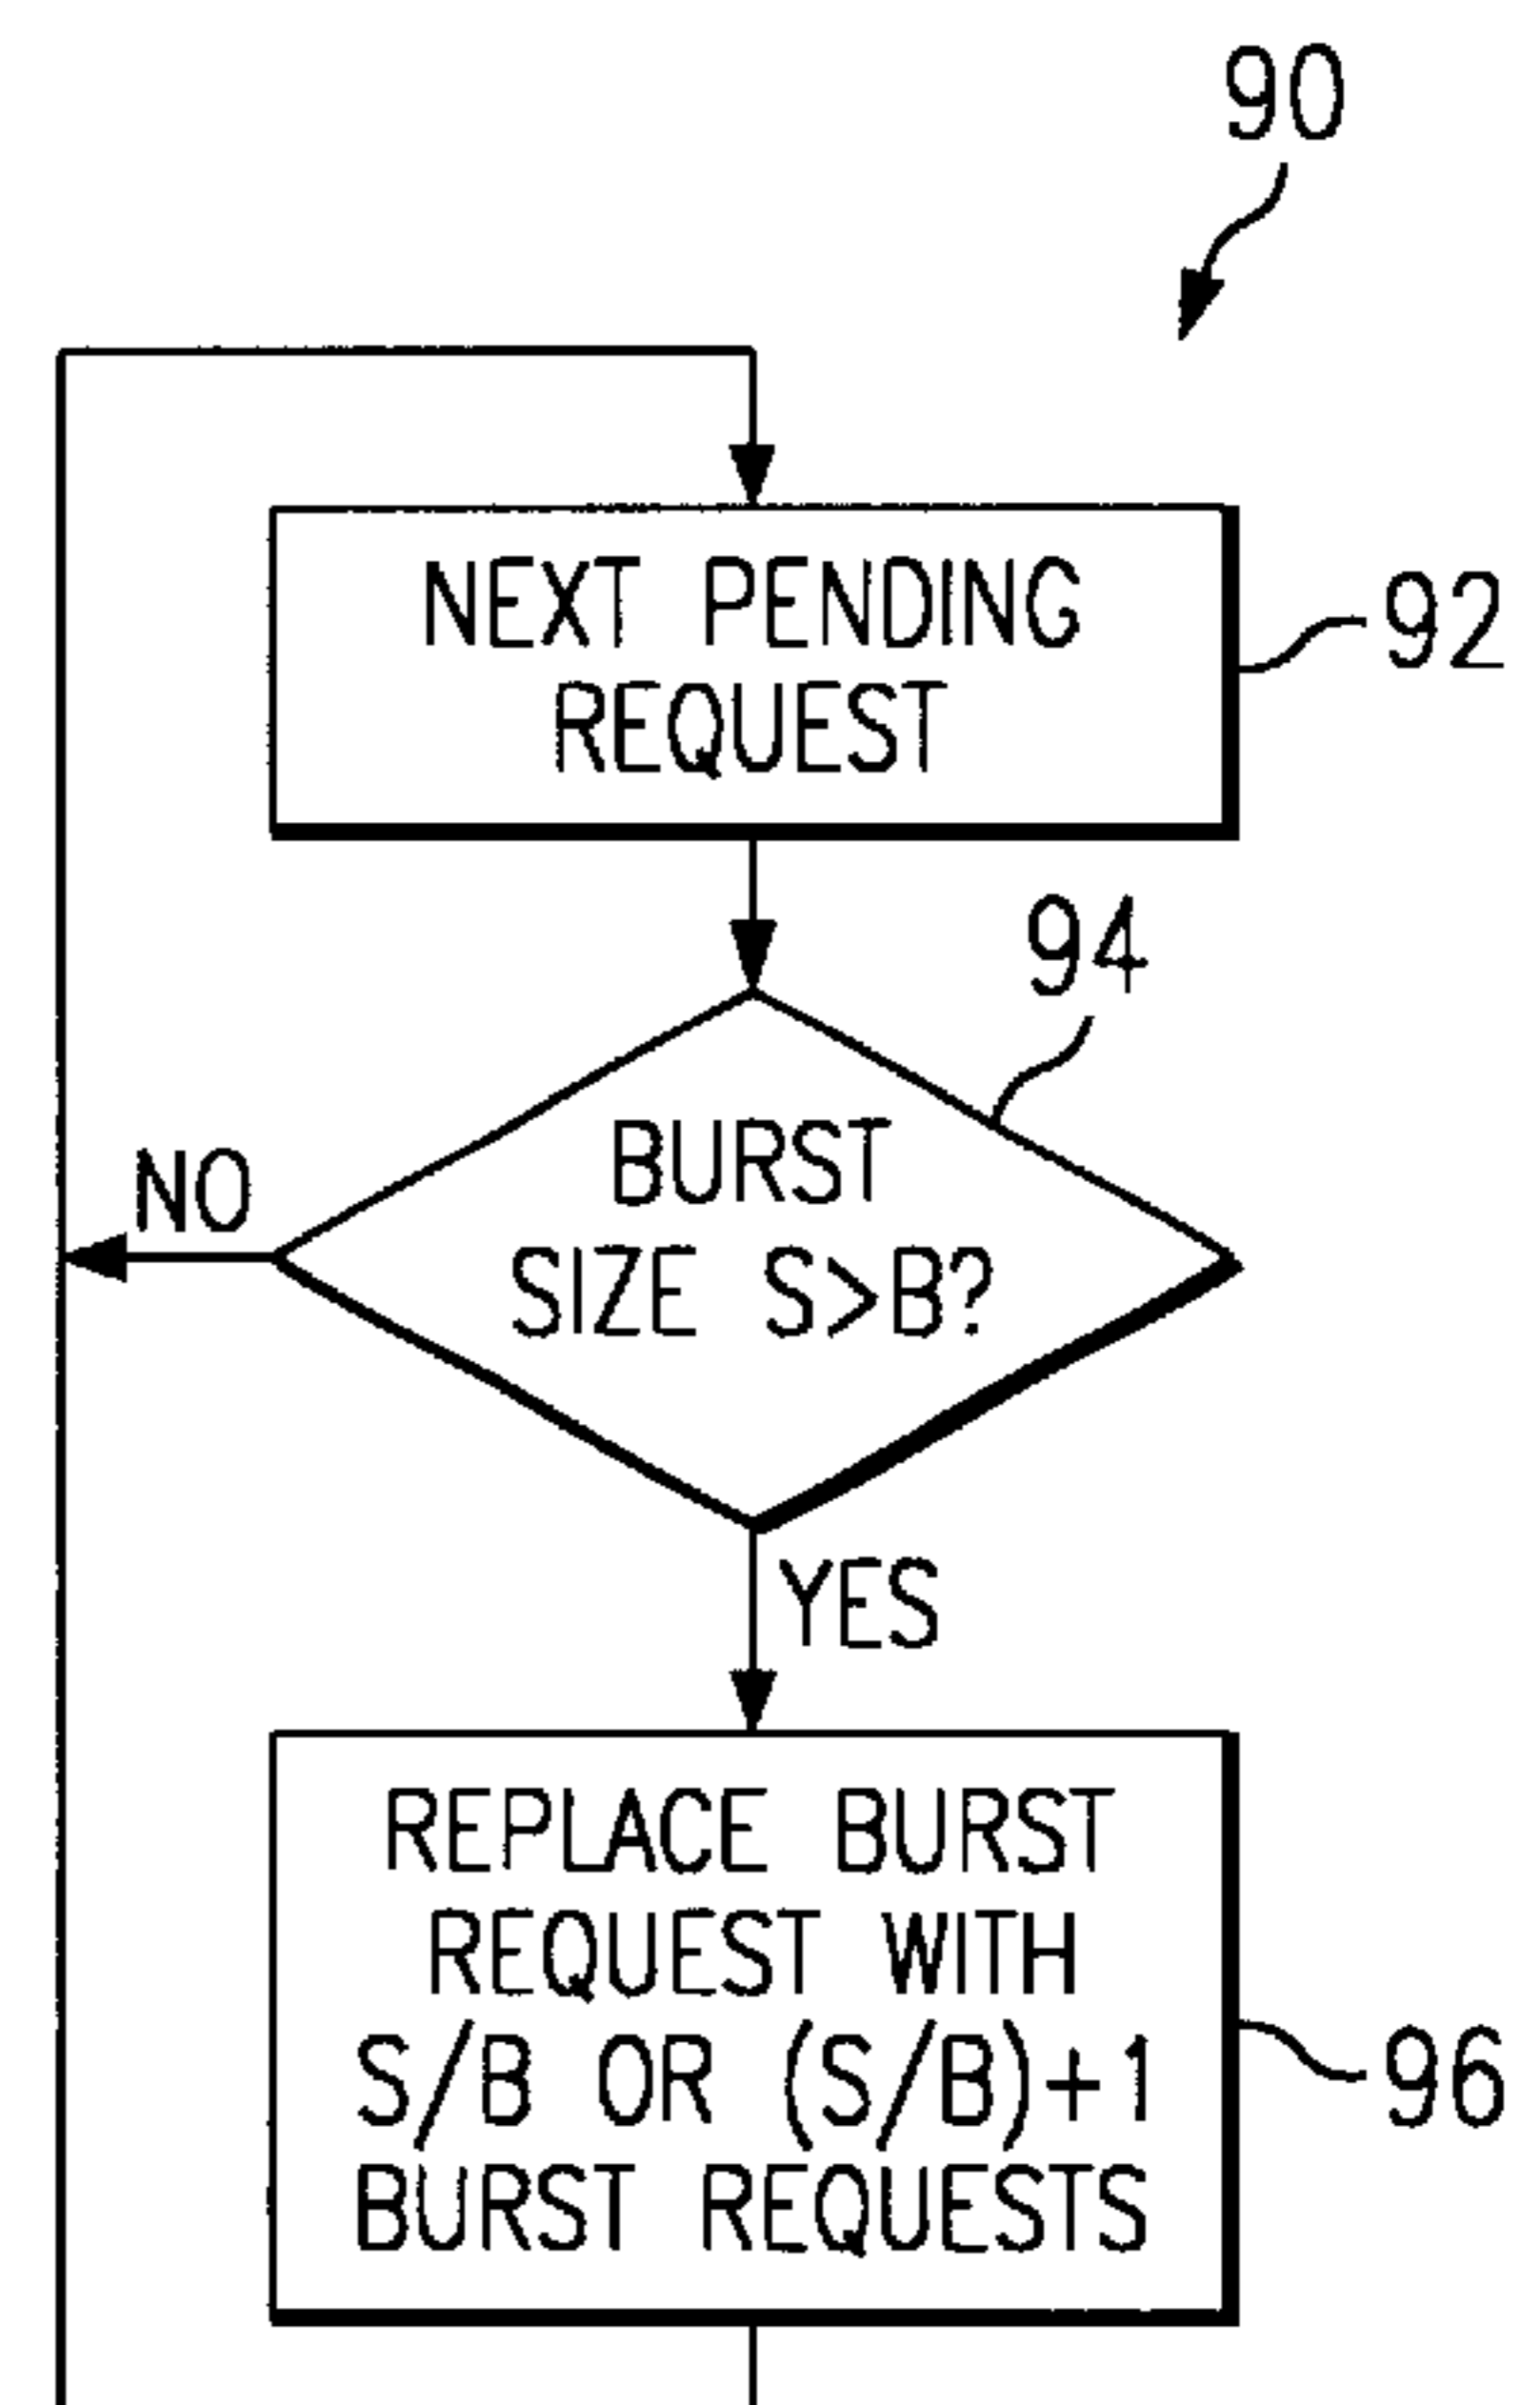 90
NEXT PENDING
REQUEST
92
94
BURST
SIZE S>B?
NO
YES
REPLACE BURST
REQUEST WITH
S/B OR (S/B)+1
BURST REQUESTS
96